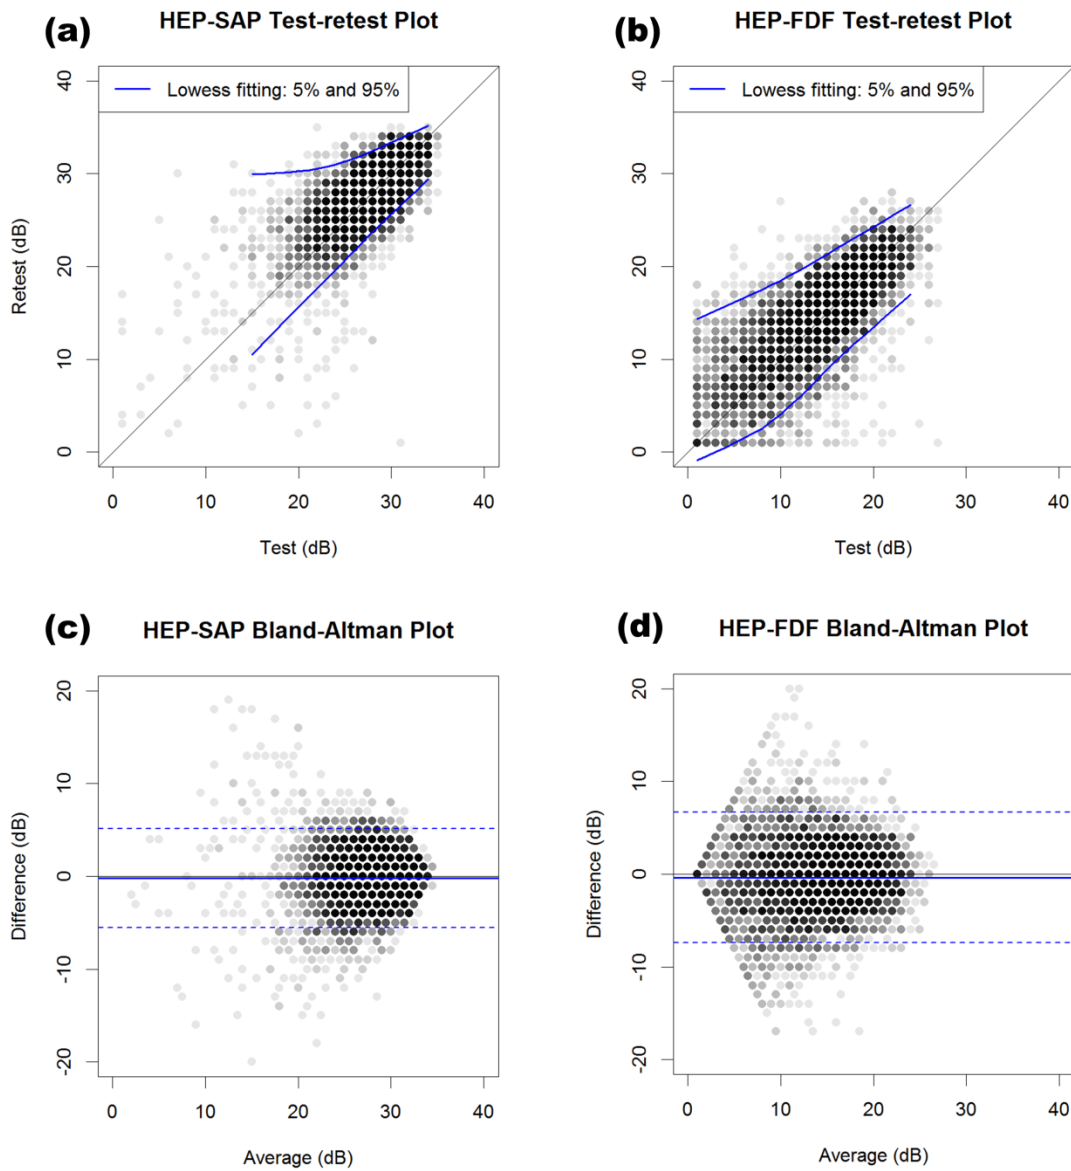 (a)
HEP-SAP Test-retest Plot
Lowess fitting: 5% and 95%
Retest (dB)
40
30
20
10
0
0 10 20 30 40
Test (dB)
(b)
HEP-FDF Test-retest Plot
Lowess fitting: 5% and 95%
Retest (dB)
40
30
20
10
0
0 10 20 30 40
Test (dB)
(c)
HEP-SAP Bland-Altman Plot
Difference (dB)
20
10
0
-10
-20
0 10 20 30 40
Average (dB)
(d)
HEP-FDF Bland-Altman Plot
Difference (dB)
20
10
0
-10
-20
0 10 20 30 40
Average (dB)